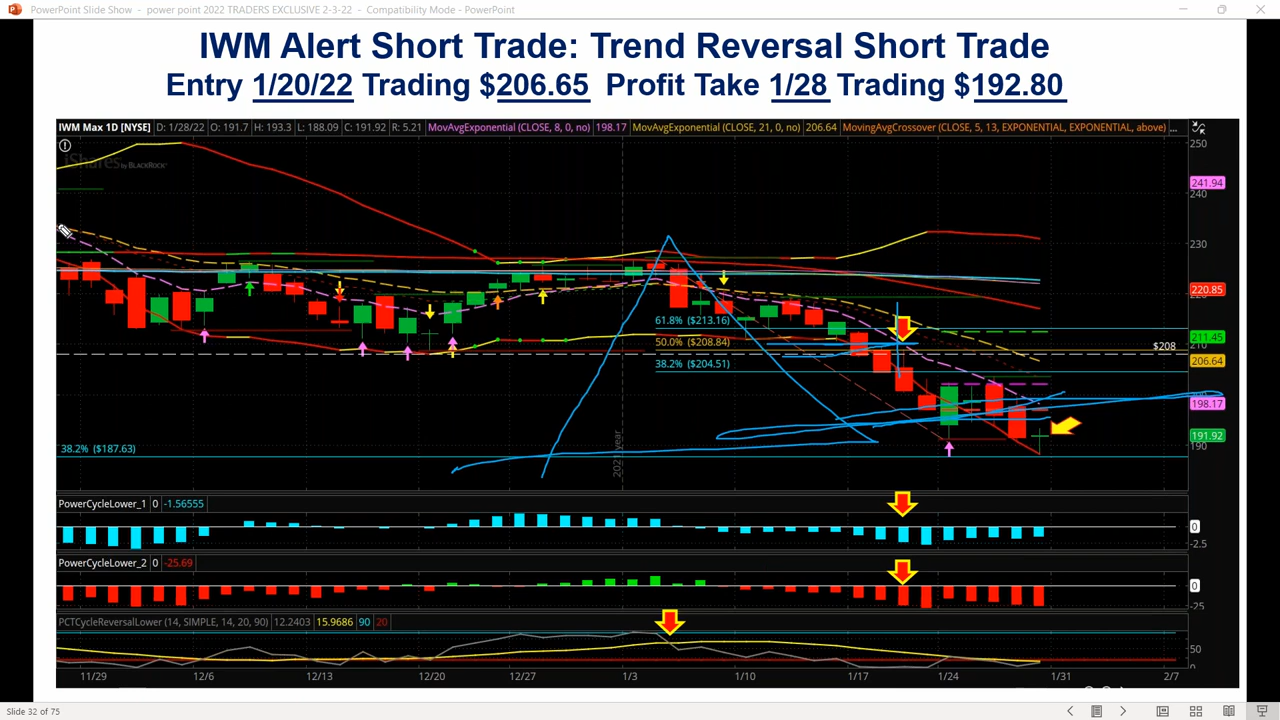 PowerPoint Slide Show - power point 2022 TRADERS EXCLUSIVE 2-3-22 - Compatibility Mode - PowerPoint
IWM Alert Short Trade: Trend Reversal Short Trade
Entry 1/20/22 Trading $206.65 Profit Take 1/28 Trading $192.80
IWM Max 1D [NYSE] D: 1/28/22 O: 191.7 H: 193.3 L: 188.09 C: 191.92 R: 5.21 MovAvgExponential (CLOSE, 8, 0, no) 198.17 MovAvgExponential (CLOSE, 21, 0, no) 206.64 MovingAvgCrossover (CLOSE, 5, 13, EXPONENTIAL, EXPONENTIAL, above) ...
250
iShares by BLACKROCK
241.94
240
230
220.85
61.8% ($213.16)
211.45
50.0% ($208.84)
$208
206.64
38.2% ($204.51)
198.17
191.92
190
38.2% ($187.63)
2021 year
PowerCycleLower_1 0 -1.56555
0
-2.5
PowerCycleLower_2 0 -25.69
0
-25
PCTCycleReversalLower (14, SIMPLE, 14, 20, 90) 12.2403 15.9686 90 20
50
0
11/29 12/6 12/13 12/20 12/27 1/3 1/10 1/17 1/24 1/31 2/7
Slide 32 of 75